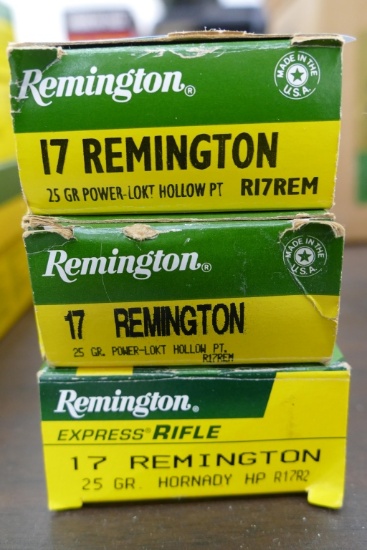 Remington®
MADE IN THE U.S.A.
17 REMINGTON
25 GR POWER-LOKT HOLLOW PT R17REM
Remington®
MADE IN THE U.S.A.
17 REMINGTON
25 GR. POWER-LOKT HOLLOW PT.
R17REM
Remington®
EXPRESS® RIFLE
17 REMINGTON
25 GR. HORNADY HP R17R2